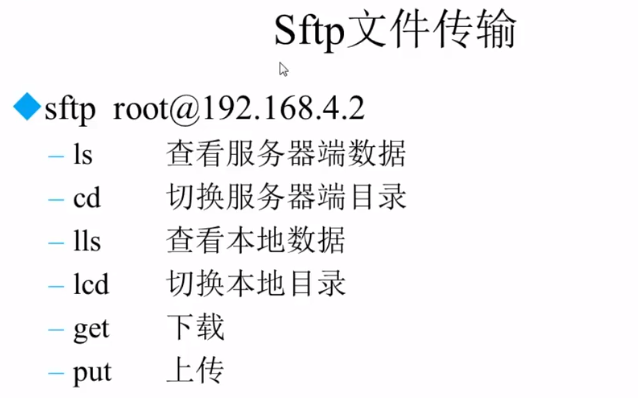 Sftp文件传输
sftp root@192.168.4.2
– ls 查看服务器端数据
– cd 切换服务器端目录
– lls 查看本地数据
– lcd 切换本地目录
– get 下载
– put 上传